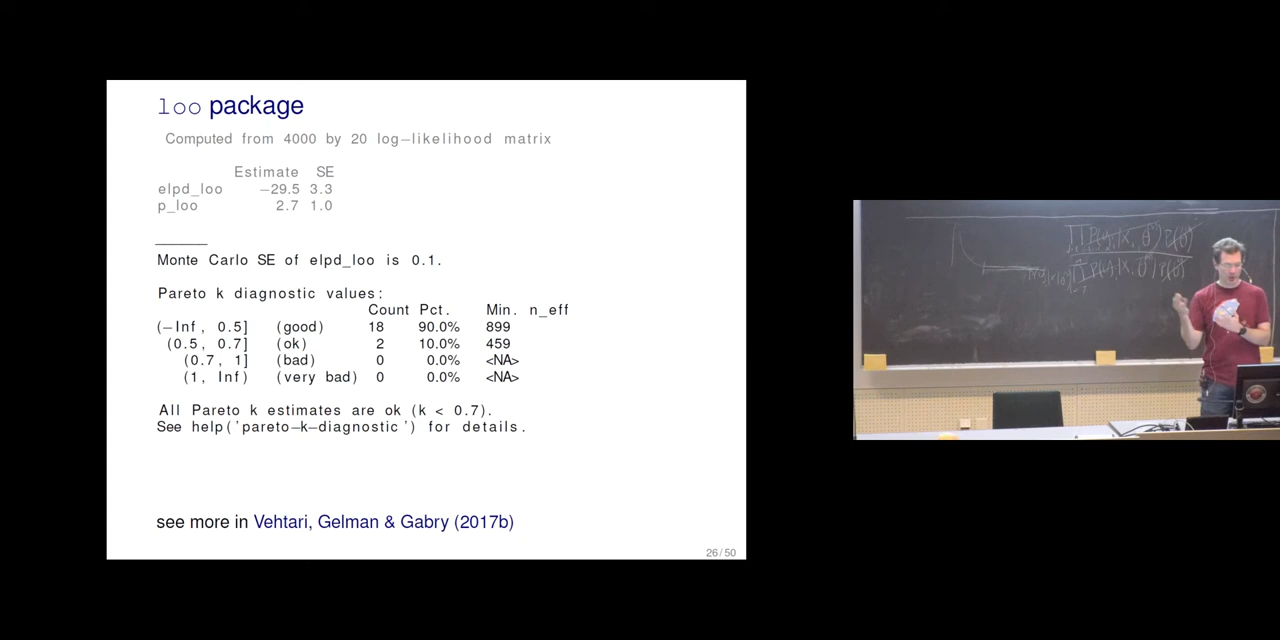 loo package
Computed from 4000 by 20 log−likelihood matrix
Estimate SE
elpd_loo −29.5 3.3
p_loo 2.7 1.0
______
Monte Carlo SE of elpd_loo is 0.1.
Pareto k diagnostic values:
Count Pct. Min. n_eff
(−Inf, 0.5] (good) 18 90.0% 899
(0.5, 0.7] (ok) 2 10.0% 459
(0.7, 1] (bad) 0 0.0% <NA>
(1, Inf) (very bad) 0 0.0% <NA>
All Pareto k estimates are ok (k < 0.7).
See help('pareto−k−diagnostic') for details.
see more in Vehtari, Gelman & Gabry (2017b)
26 / 50